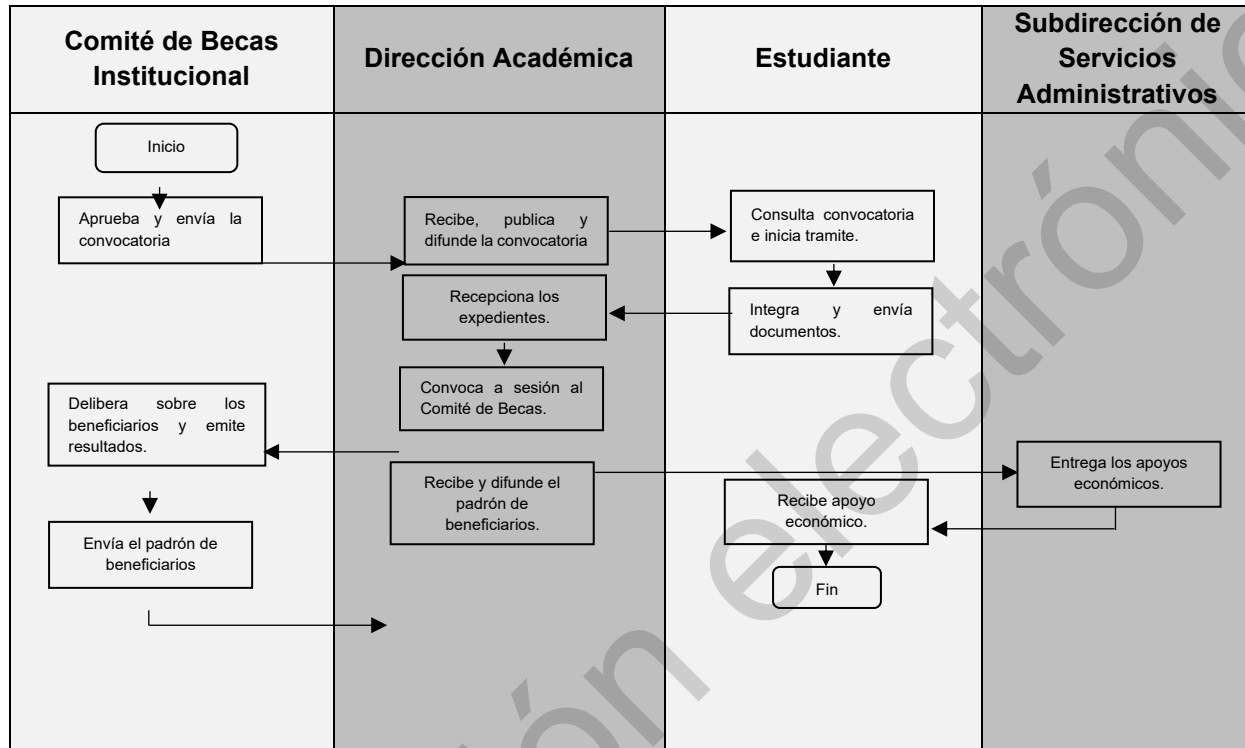 Comité de Becas
Institucional
Dirección Académica
Estudiante
Subdirección de
Servicios
Administrativos
Inicio
Aprueba y envía la
convocatoria
Recibe, publica y
difunde la convocatoria
Consulta convocatoria
e inicia tramite.
Recepciona los
expedientes.
Integra y envía
documentos.
Convoca a sesión al
Comité de Becas.
Delibera sobre los
beneficiarios y emite
resultados.
Recibe y difunde el
padrón de
beneficiarios.
Entrega los apoyos
económicos.
Recibe apoyo
económico.
Envía el padrón de
beneficiarios
Fin